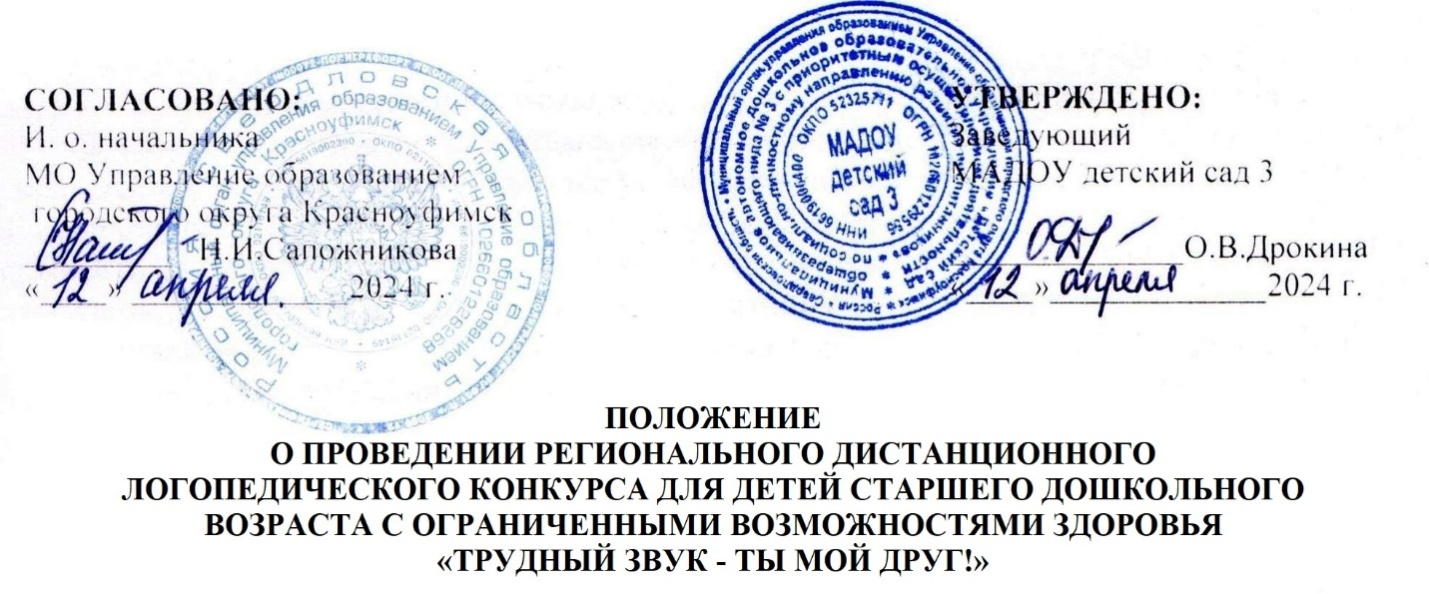 СОГЛАСОВАНО:
И. о. начальника
МО Управление образованием
городского округа Красноуфимск
Н.И.Сапожникова
« 12 » апреля 2024 г.
УТВЕРЖДЕНО:
Заведующий
МАДОУ детский сад 3
О.В.Дрокина
« 12 » апреля 2024 г.
МАДОУ
детский
сад 3
ПОЛОЖЕНИЕ
О ПРОВЕДЕНИИ РЕГИОНАЛЬНОГО ДИСТАНЦИОННОГО
ЛОГОПЕДИЧЕСКОГО КОНКУРСА ДЛЯ ДЕТЕЙ СТАРШЕГО ДОШКОЛЬНОГО
ВОЗРАСТА С ОГРАНИЧЕННЫМИ ВОЗМОЖНОСТЯМИ ЗДОРОВЬЯ
«ТРУДНЫЙ ЗВУК - ТЫ МОЙ ДРУГ!»